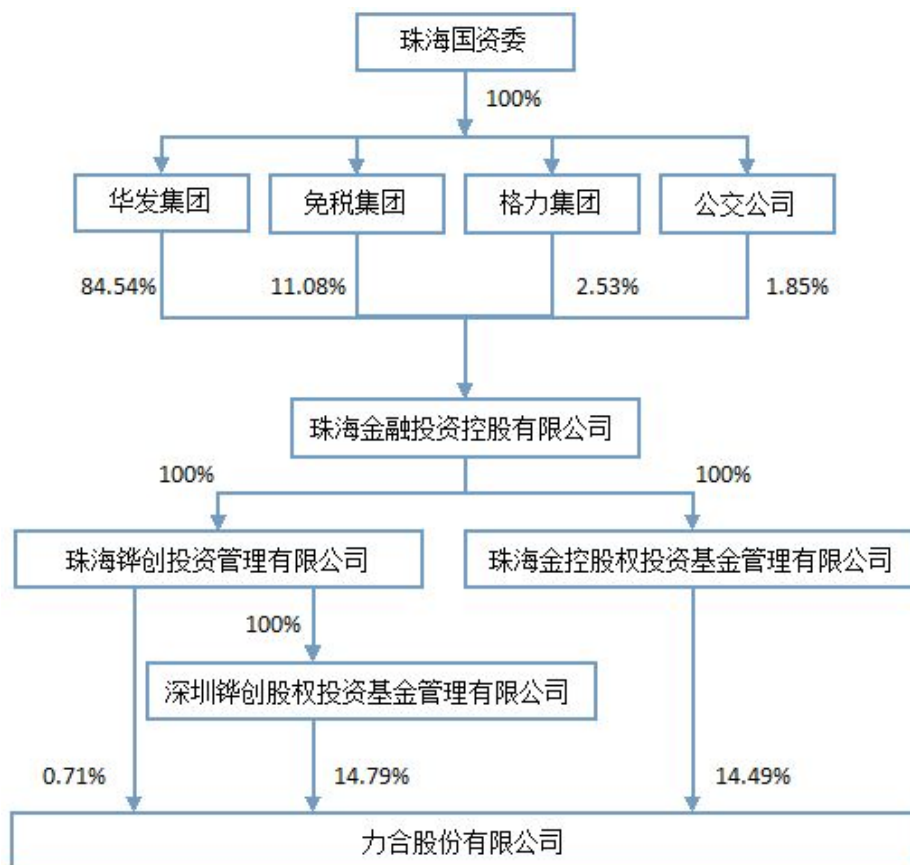 珠海国资委
100%
华发集团
免税集团
格力集团
公交公司
84.54%
11.08%
2.53%
1.85%
珠海金融投资控股有限公司
100%
100%
珠海铧创投资管理有限公司
珠海金控股权投资基金管理有限公司
100%
深圳铧创股权投资基金管理有限公司
0.71%
14.79%
14.49%
力合股份有限公司